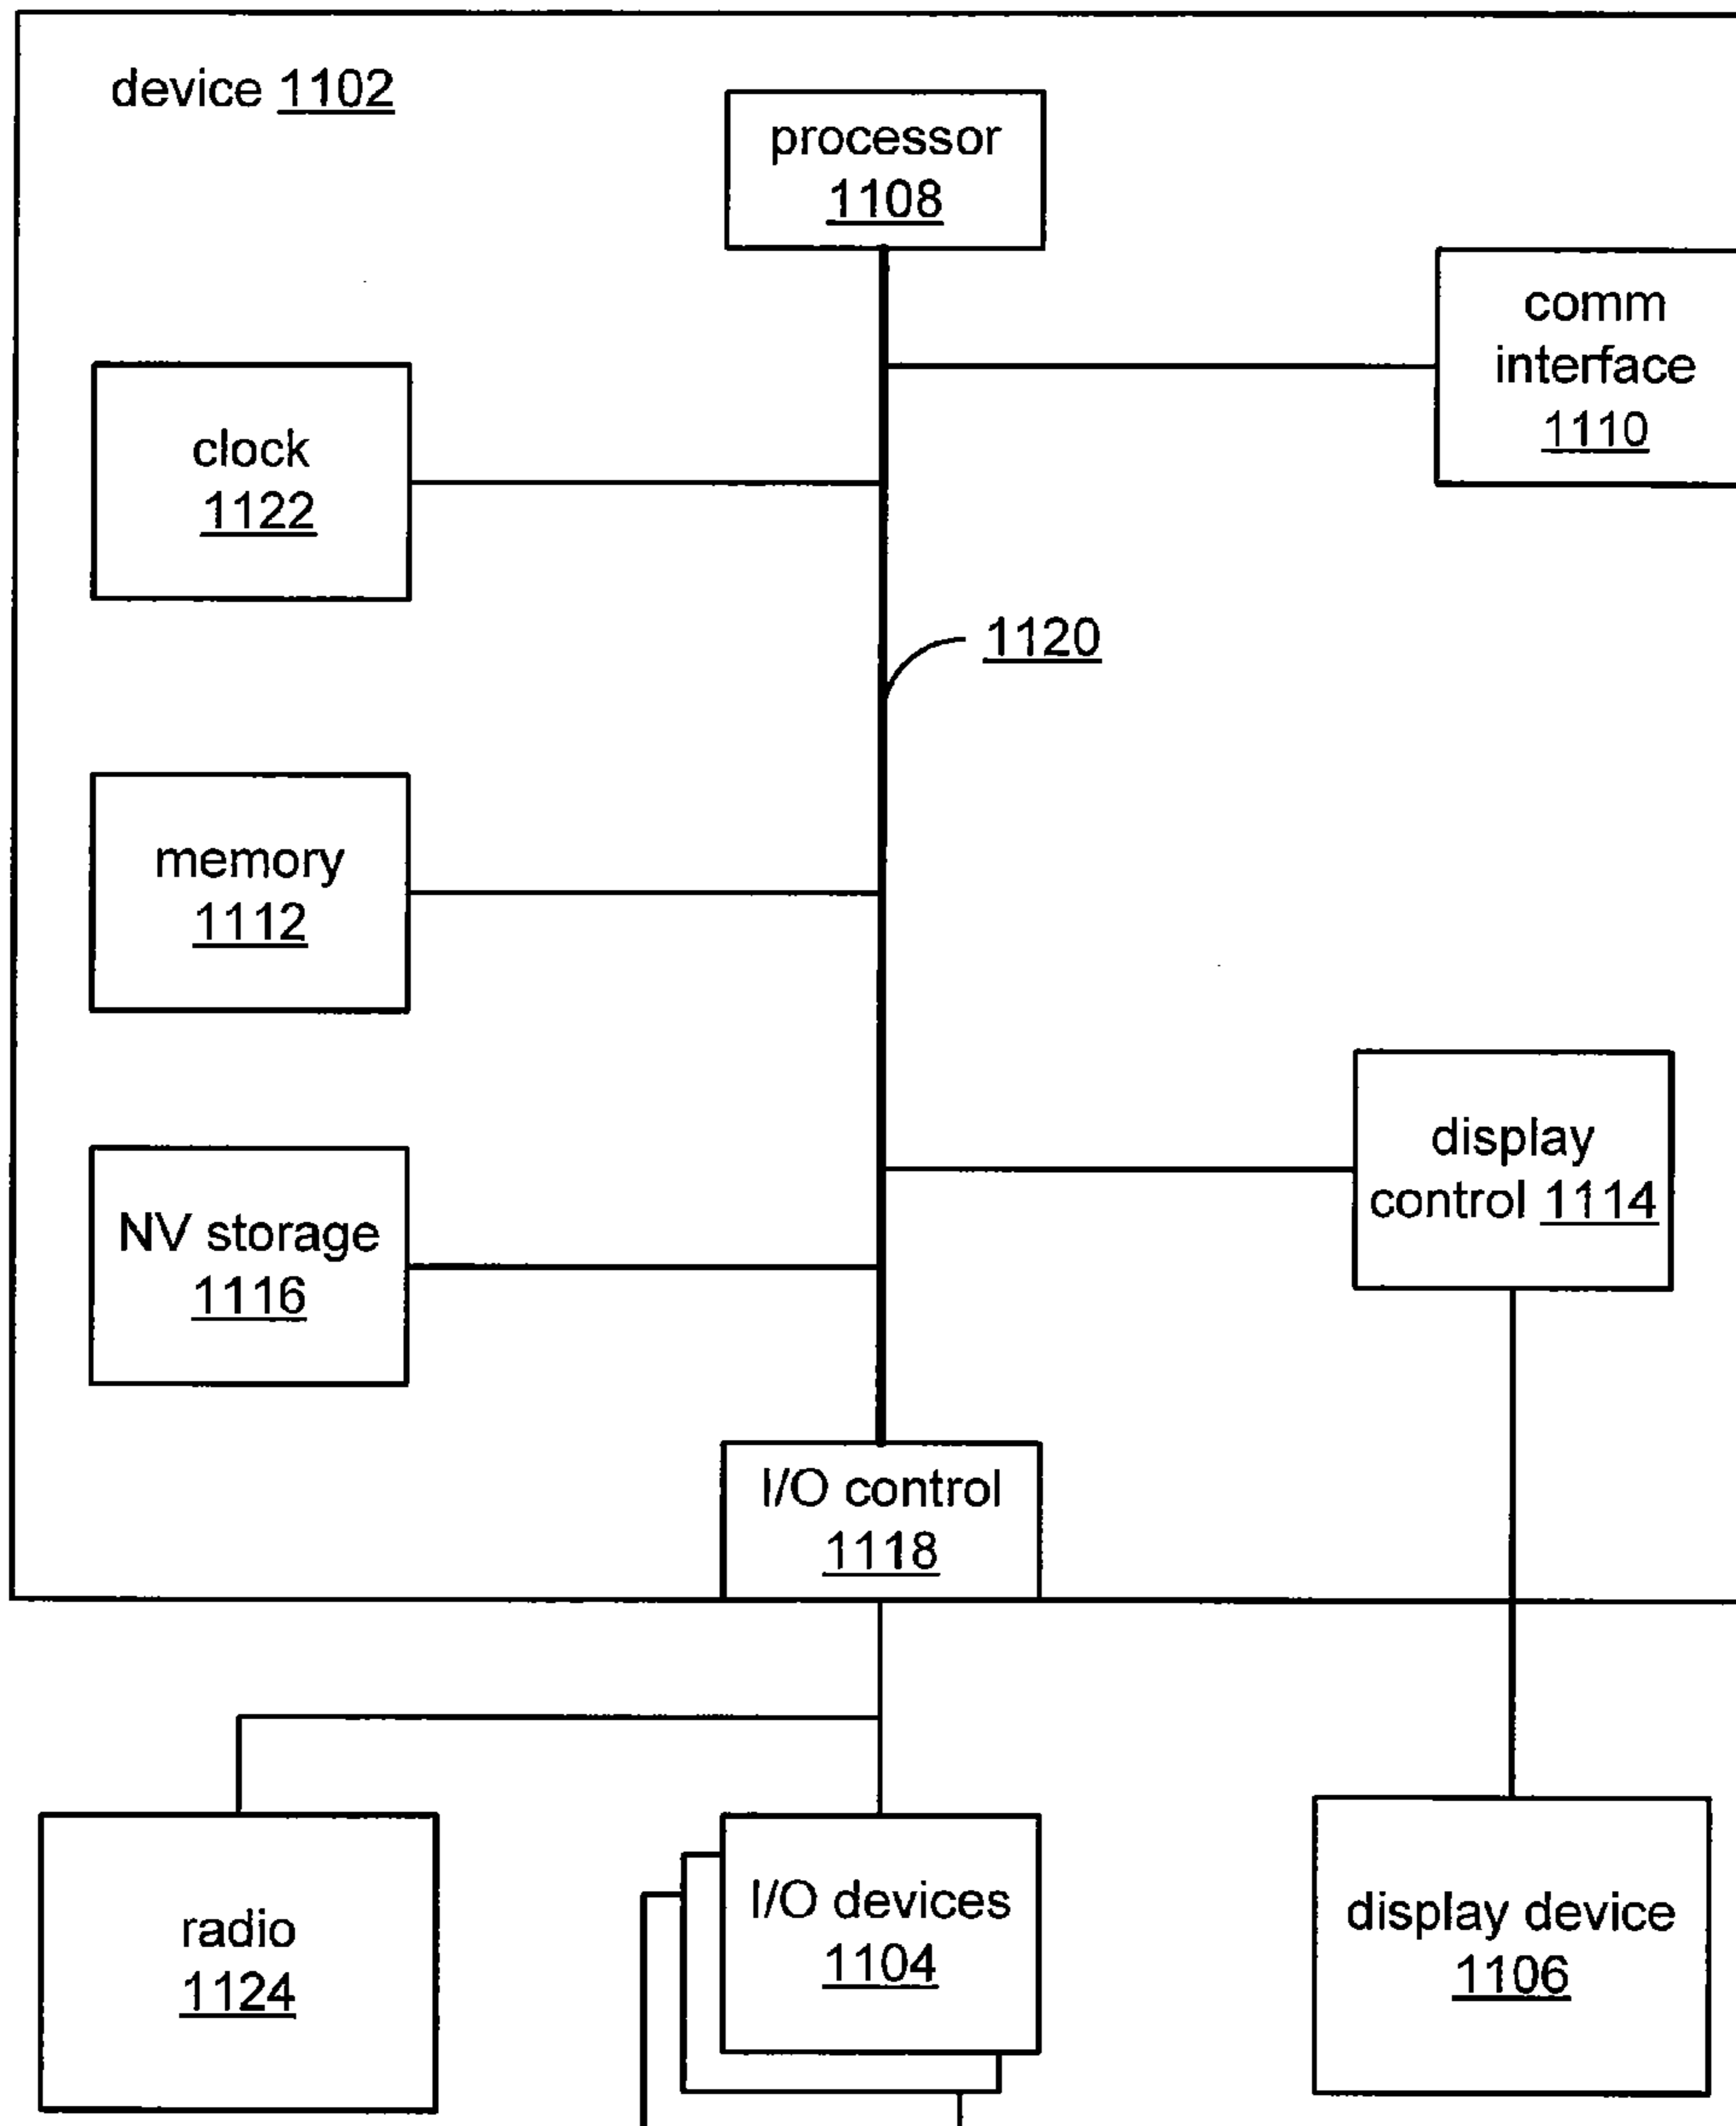 device 1102
processor
1108
comm
interface
1110
clock
1122
1120
memory
1112
display
control 1114
NV storage
1116
I/O control
1118
I/O devices
1104
display device
1106
radio
1124